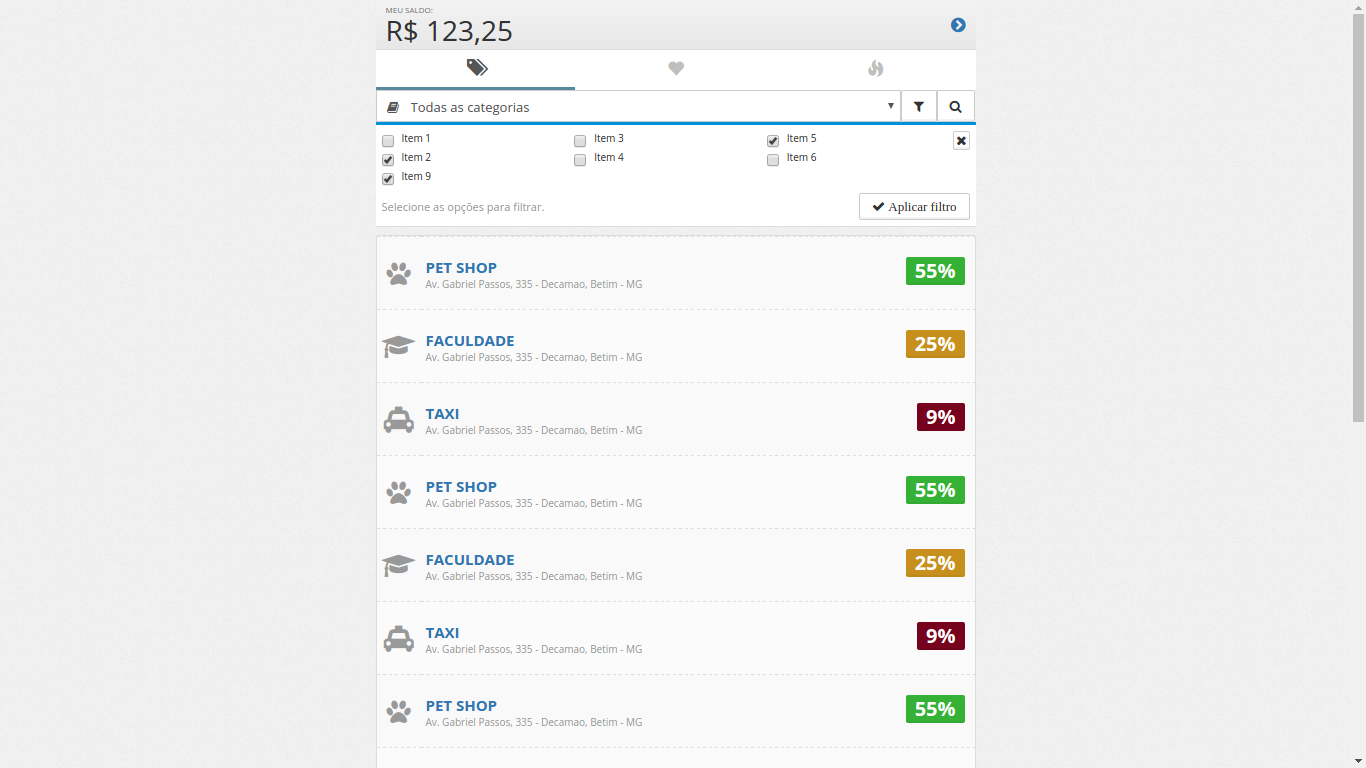 MEU SALDO:
R$ 123,25
Todas as categorias
Item 1 Item 3 Item 5
Item 2 Item 4 Item 6
Item 9
Selecione as opções para filtrar. Aplicar filtro
PET SHOP 55%
Av. Gabriel Passos, 335 - Decamao, Betim - MG
FACULDADE 25%
Av. Gabriel Passos, 335 - Decamao, Betim - MG
TAXI 9%
Av. Gabriel Passos, 335 - Decamao, Betim - MG
PET SHOP 55%
Av. Gabriel Passos, 335 - Decamao, Betim - MG
FACULDADE 25%
Av. Gabriel Passos, 335 - Decamao, Betim - MG
TAXI 9%
Av. Gabriel Passos, 335 - Decamao, Betim - MG
PET SHOP 55%
Av. Gabriel Passos, 335 - Decamao, Betim - MG